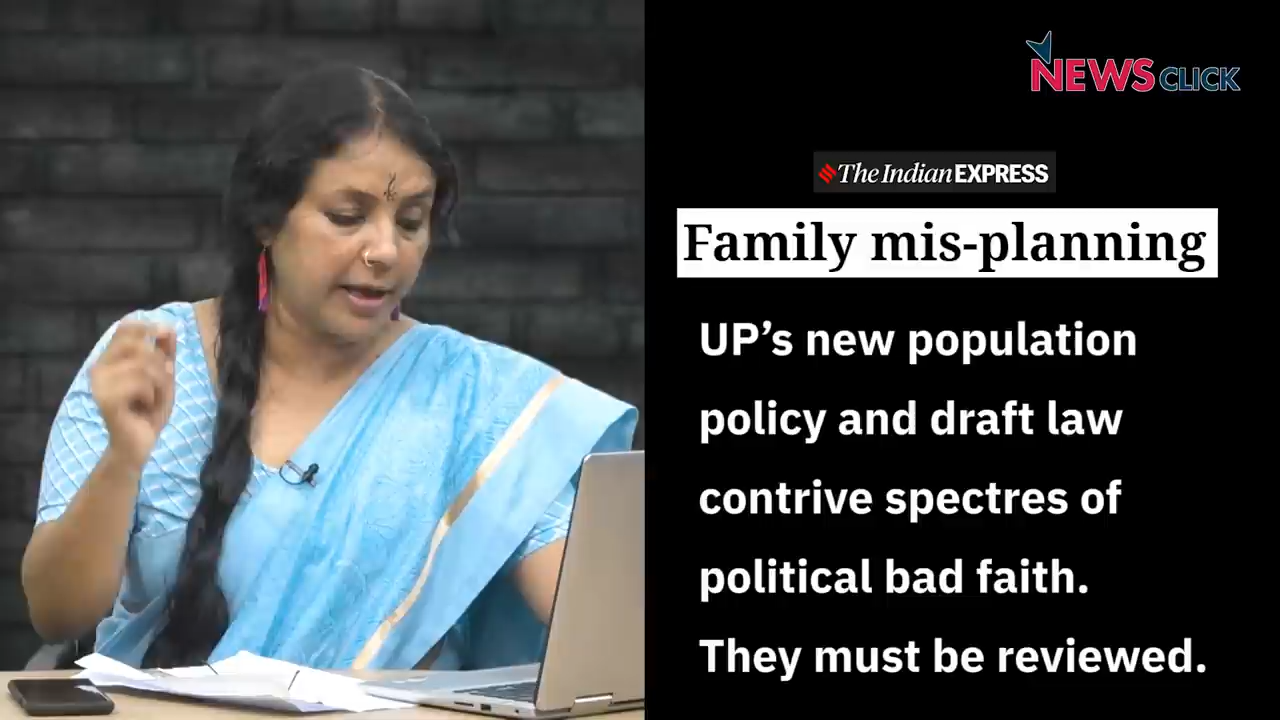 NEWSCLICK
The Indian EXPRESS
Family mis-planning
UP’s new population
policy and draft law
contrive spectres of
political bad faith.
They must be reviewed.